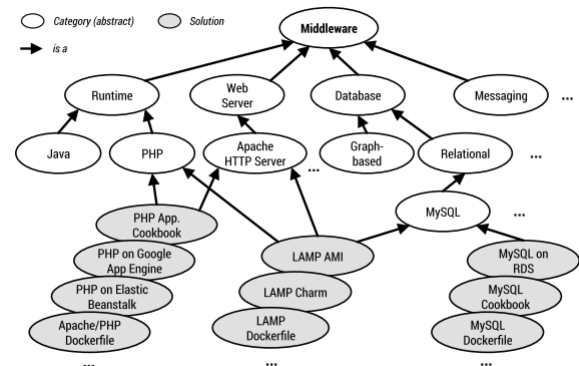 Category (abstract)
Solution
is a
Middleware
Runtime
Web
Server
Database
Messaging
...
Java
PHP
Apache
HTTP Server
...
Graph-
based
Relational
...
MySQL
...
PHP App.
Cookbook
PHP on Google
App Engine
PHP on Elastic
Beanstalk
Apache/PHP
Dockerfile
...
LAMP AMI
LAMP Charm
LAMP
Dockerfile
...
MySQL on
RDS
MySQL
Cookbook
MySQL
Dockerfile
...